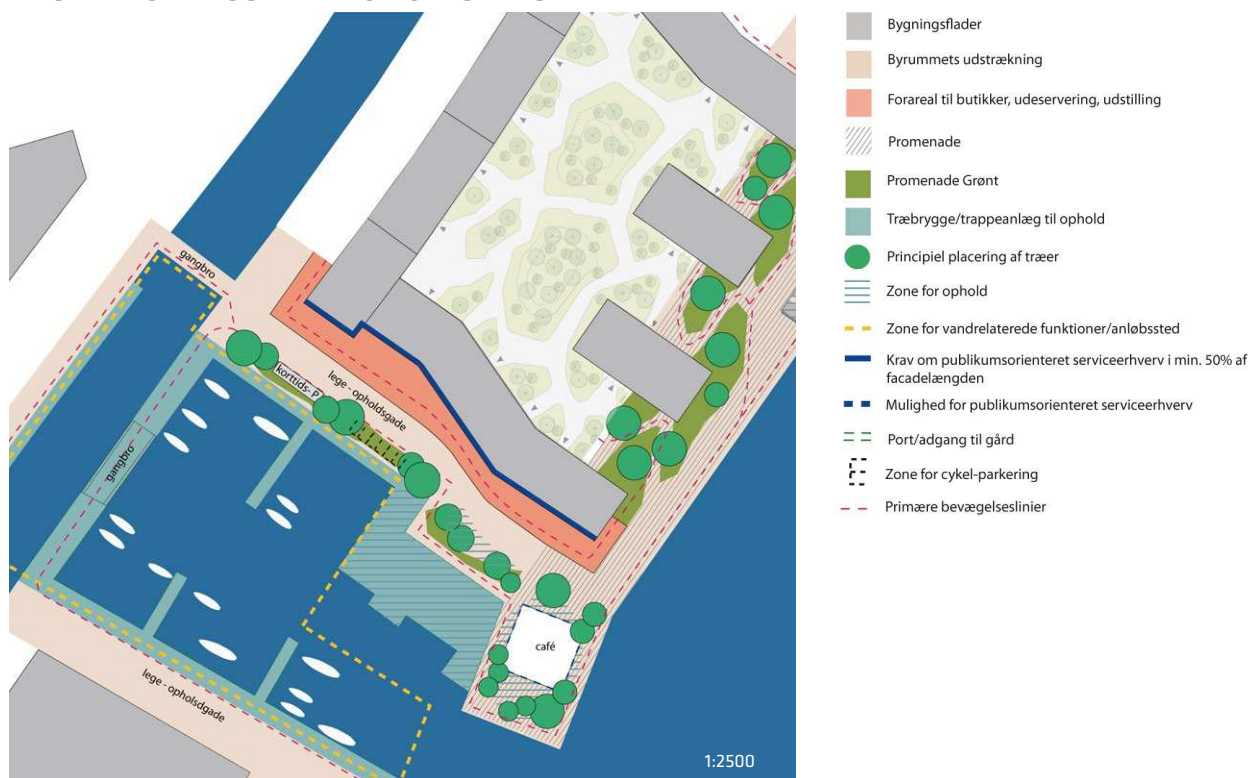 Bygningsflader
Byrummets udstrækning
Forareal til butikker, udeservering, udstilling
Promenade
Promenade Grønt
Træbrygge/trappeanlæg til ophold
Principiel placering af træer
Zone for ophold
Zone for vandrelaterede funktioner/anløbssted
Krav om publikumsorienteret serviceerhverv i min. 50% af
facadelængden
Mulighed for publikumsorienteret serviceerhverv
Port/adgang til gård
Zone for cykel-parkering
Primære bevægelseslinier
gangbro
korttids-P
lege - opholdsgade
gangbro
café
lege - opholsdgade
1:2500